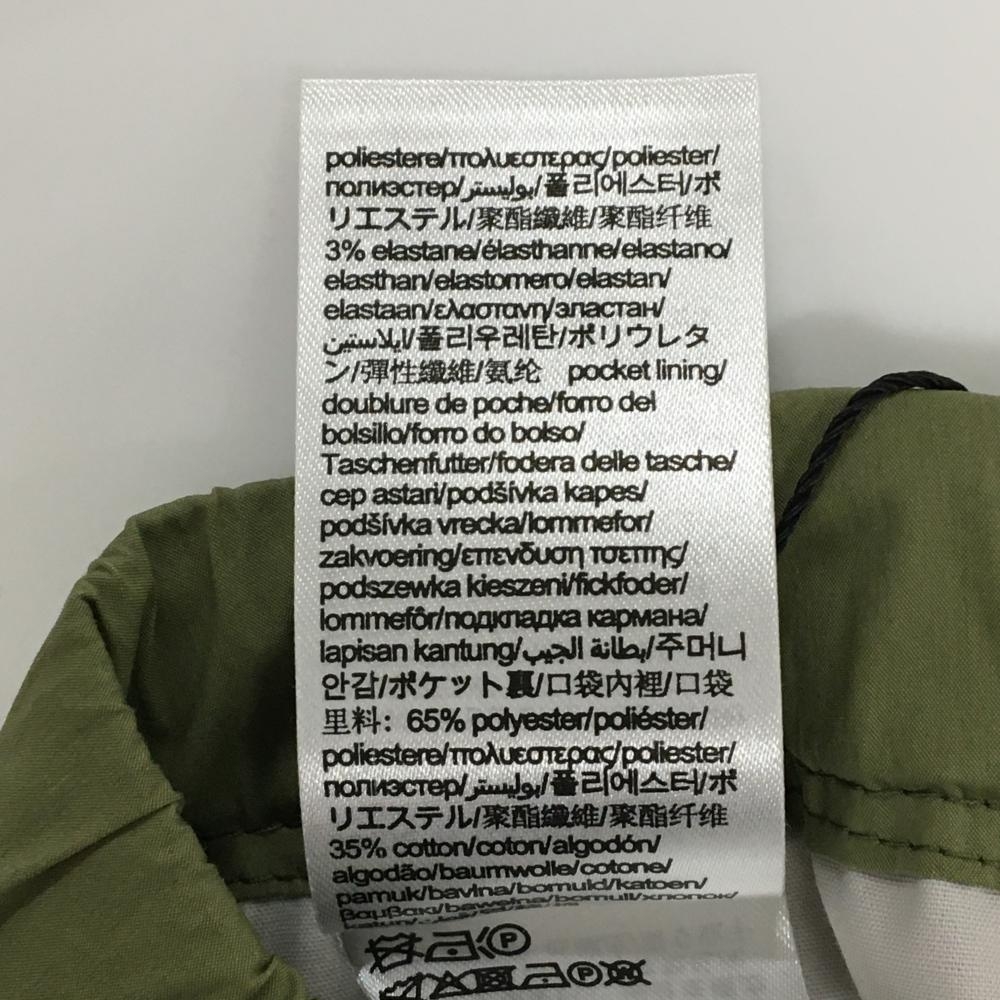 poliestere/πολυεστερας/poliester/
полиэстер/بوليستر/폴리에스터/ポ
リエステル/聚酯纖維/聚酯纤维
3% elastane/élasthanne/elastano/
elasthan/elastomero/elastan/
elastaan/ελαστανη/эластан/
ايلاستين/폴리우레탄/ポリウレタ
ン/彈性纖維/氨纶 pocket lining/
doublure de poche/forro del
bolsillo/forro do bolso/
Taschenfutter/fodera delle tasche/
cep astari/podšívka kapes/
podšívka vrecka/lommefor/
zakvoering/επενδυση τσεπης/
podszewka kieszeni/fickfoder/
lommefôr/подкладка кармана/
lapisan kantung/بطانة الجيب/주머니
안감/ポケット裏/口袋內裡/口袋
里料: 65% polyester/poliéster/
poliestere/πολυεστερας/poliester/
полиэстер/بوليستر/폴리에스터/ポ
リエステル/聚酯纖維/聚酯纤维
35% cotton/coton/algodón/
algodão/baumwolle/cotone/
pamuk/bavlna/bomuld/katoen/
βαμβακι/bawełna/bomull/хлопок/
P
P